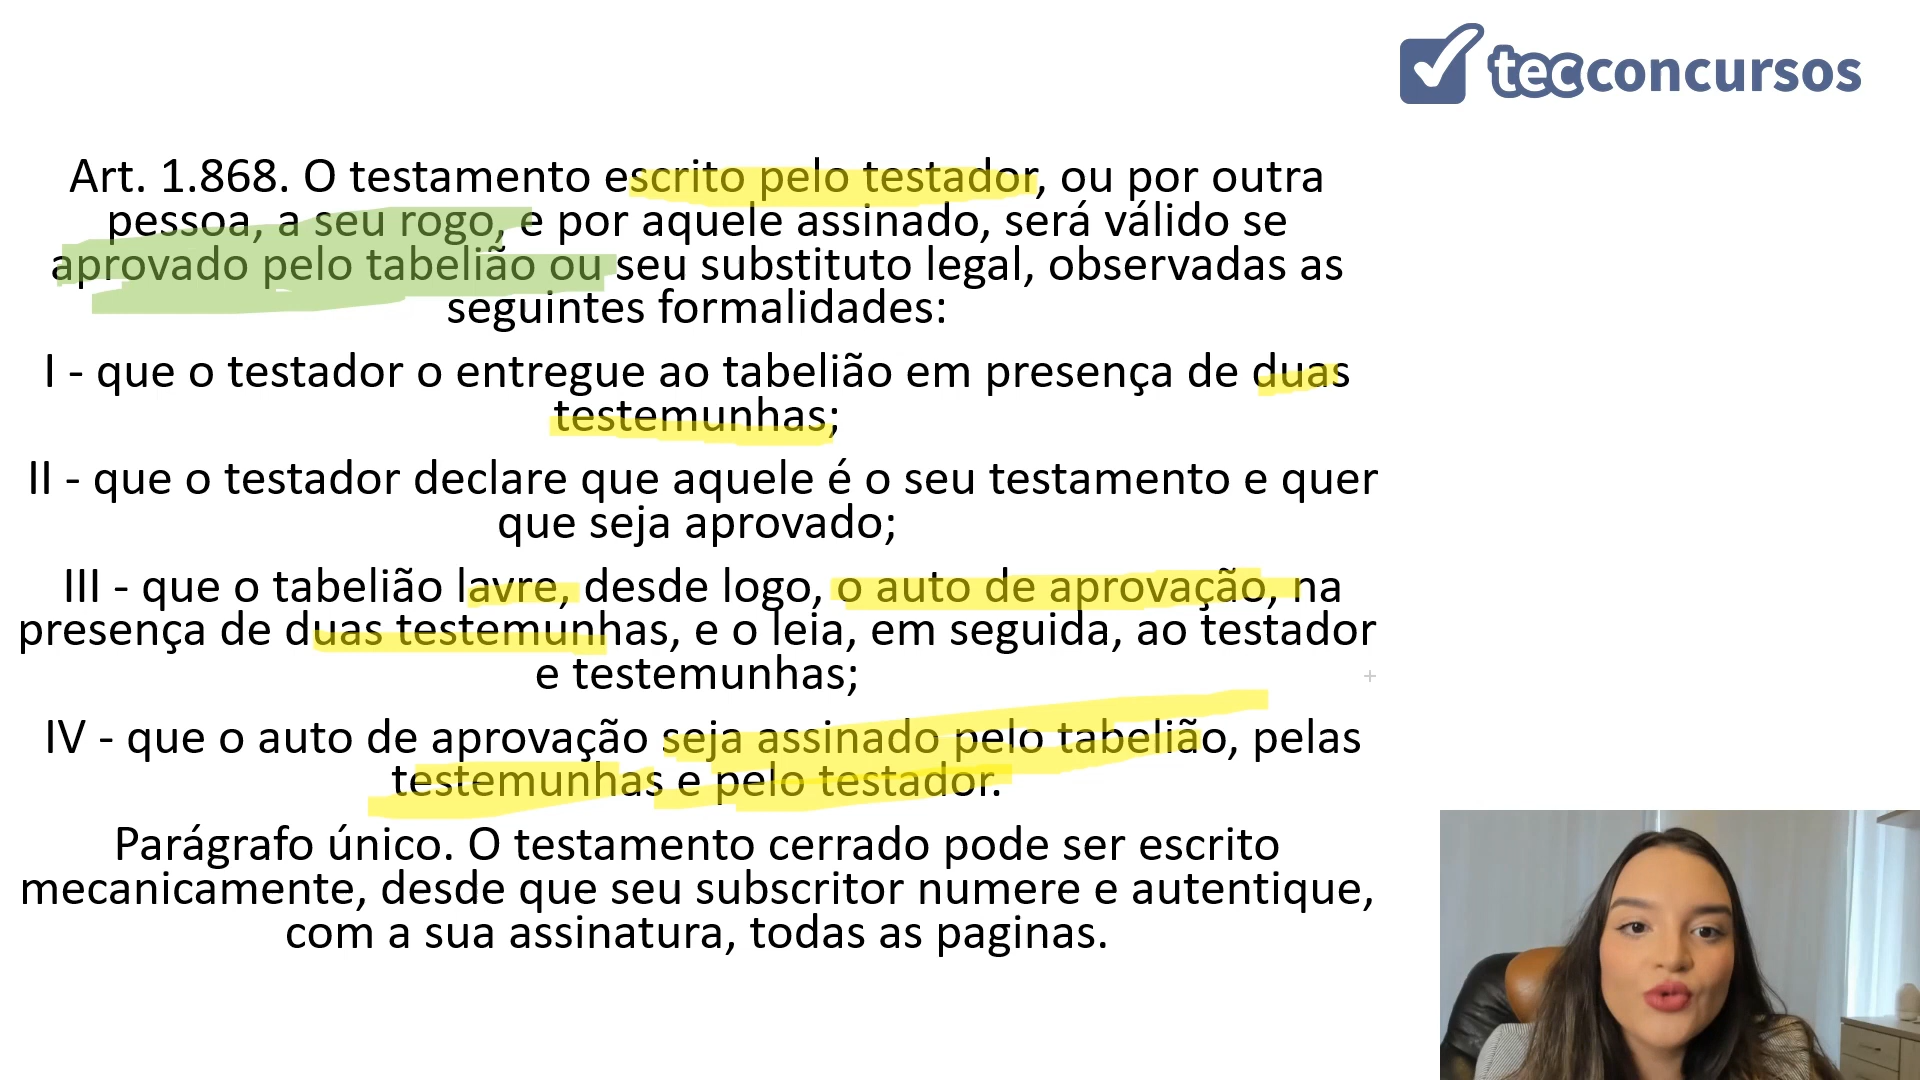 tecconcursos
Art. 1.868. O testamento escrito pelo testador, ou por outra
pessoa, a seu rogo, e por aquele assinado, será válido se
aprovado pelo tabelião ou seu substituto legal, observadas as
seguintes formalidades:
I - que o testador o entregue ao tabelião em presença de duas
testemunhas;
II - que o testador declare que aquele é o seu testamento e quer
que seja aprovado;
III - que o tabelião lavre, desde logo, o auto de aprovação, na
presença de duas testemunhas, e o leia, em seguida, ao testador
e testemunhas;
IV - que o auto de aprovação seja assinado pelo tabelião, pelas
testemunhas e pelo testador.
Parágrafo único. O testamento cerrado pode ser escrito
mecanicamente, desde que seu subscritor numere e autentique,
com a sua assinatura, todas as paginas.